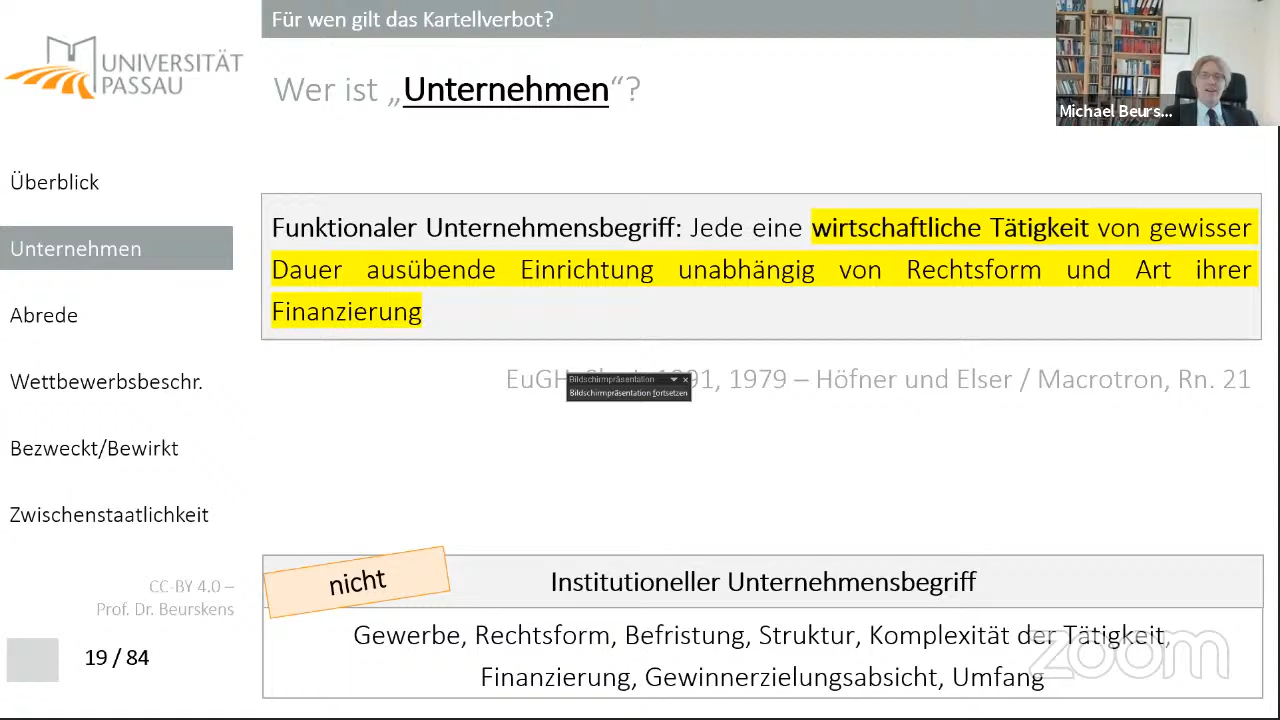 Für wen gilt das Kartellverbot?
UNIVERSITÄT
PASSAU
Wer ist „Unternehmen“?
Michael Beurs...
Überblick
Unternehmen
Abrede
Wettbewerbsbeschr.
Bezweckt/Bewirkt
Zwischenstaatlichkeit
CC-BY 4.0 –
Prof. Dr. Beurskens
19 / 84
Funktionaler Unternehmensbegriff: Jede eine wirtschaftliche Tätigkeit von gewisser
Dauer ausübende Einrichtung unabhängig von Rechtsform und Art ihrer
Finanzierung
EuGH, 1991, 1979 – Höfner und Elser / Macrotron, Rn. 21
Bildschirmpräsentation
Bildschirmpräsentation fortsetzen
nicht
Institutioneller Unternehmensbegriff
Gewerbe, Rechtsform, Befristung, Struktur, Komplexität der Tätigkeit,
Finanzierung, Gewinnerzielungsabsicht, Umfang
zoom